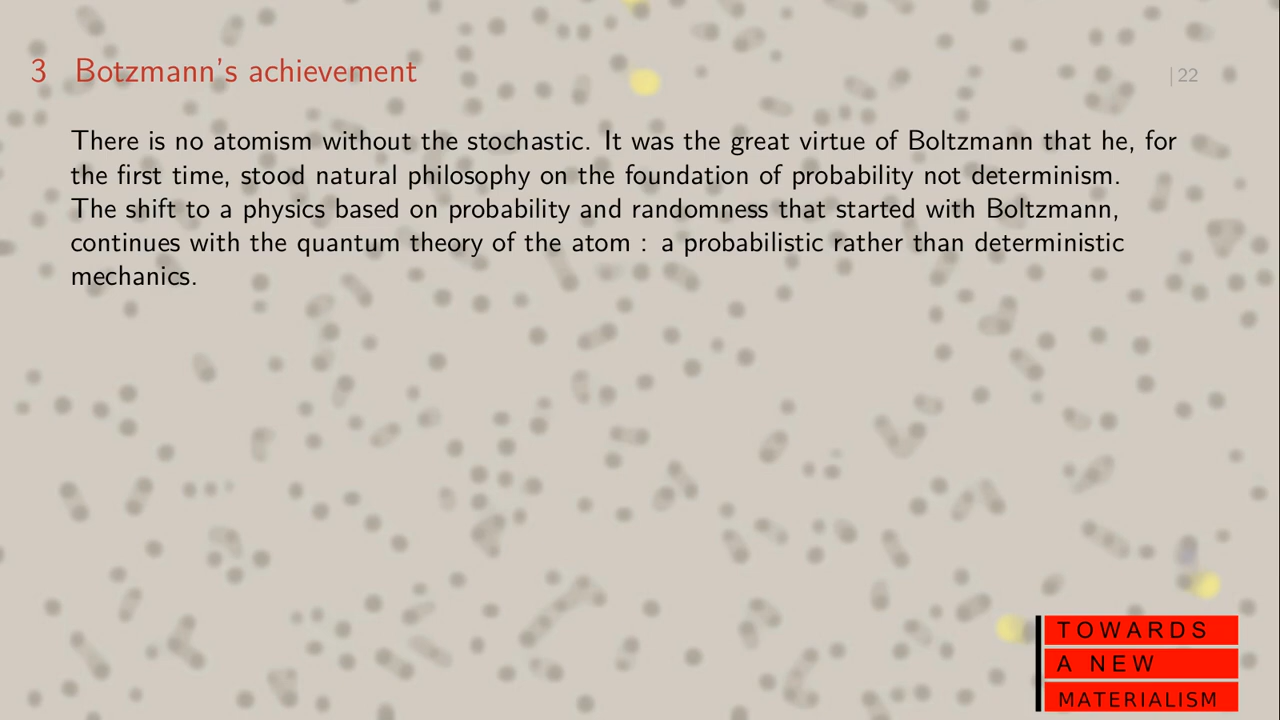 3 Botzmann's achievement
| 22
There is no atomism without the stochastic. It was the great virtue of Boltzmann that he, for
the first time, stood natural philosophy on the foundation of probability not determinism.
The shift to a physics based on probability and randomness that started with Boltzmann,
continues with the quantum theory of the atom : a probabilistic rather than deterministic
mechanics.
TOWARDS
A NEW
MATERIALISM